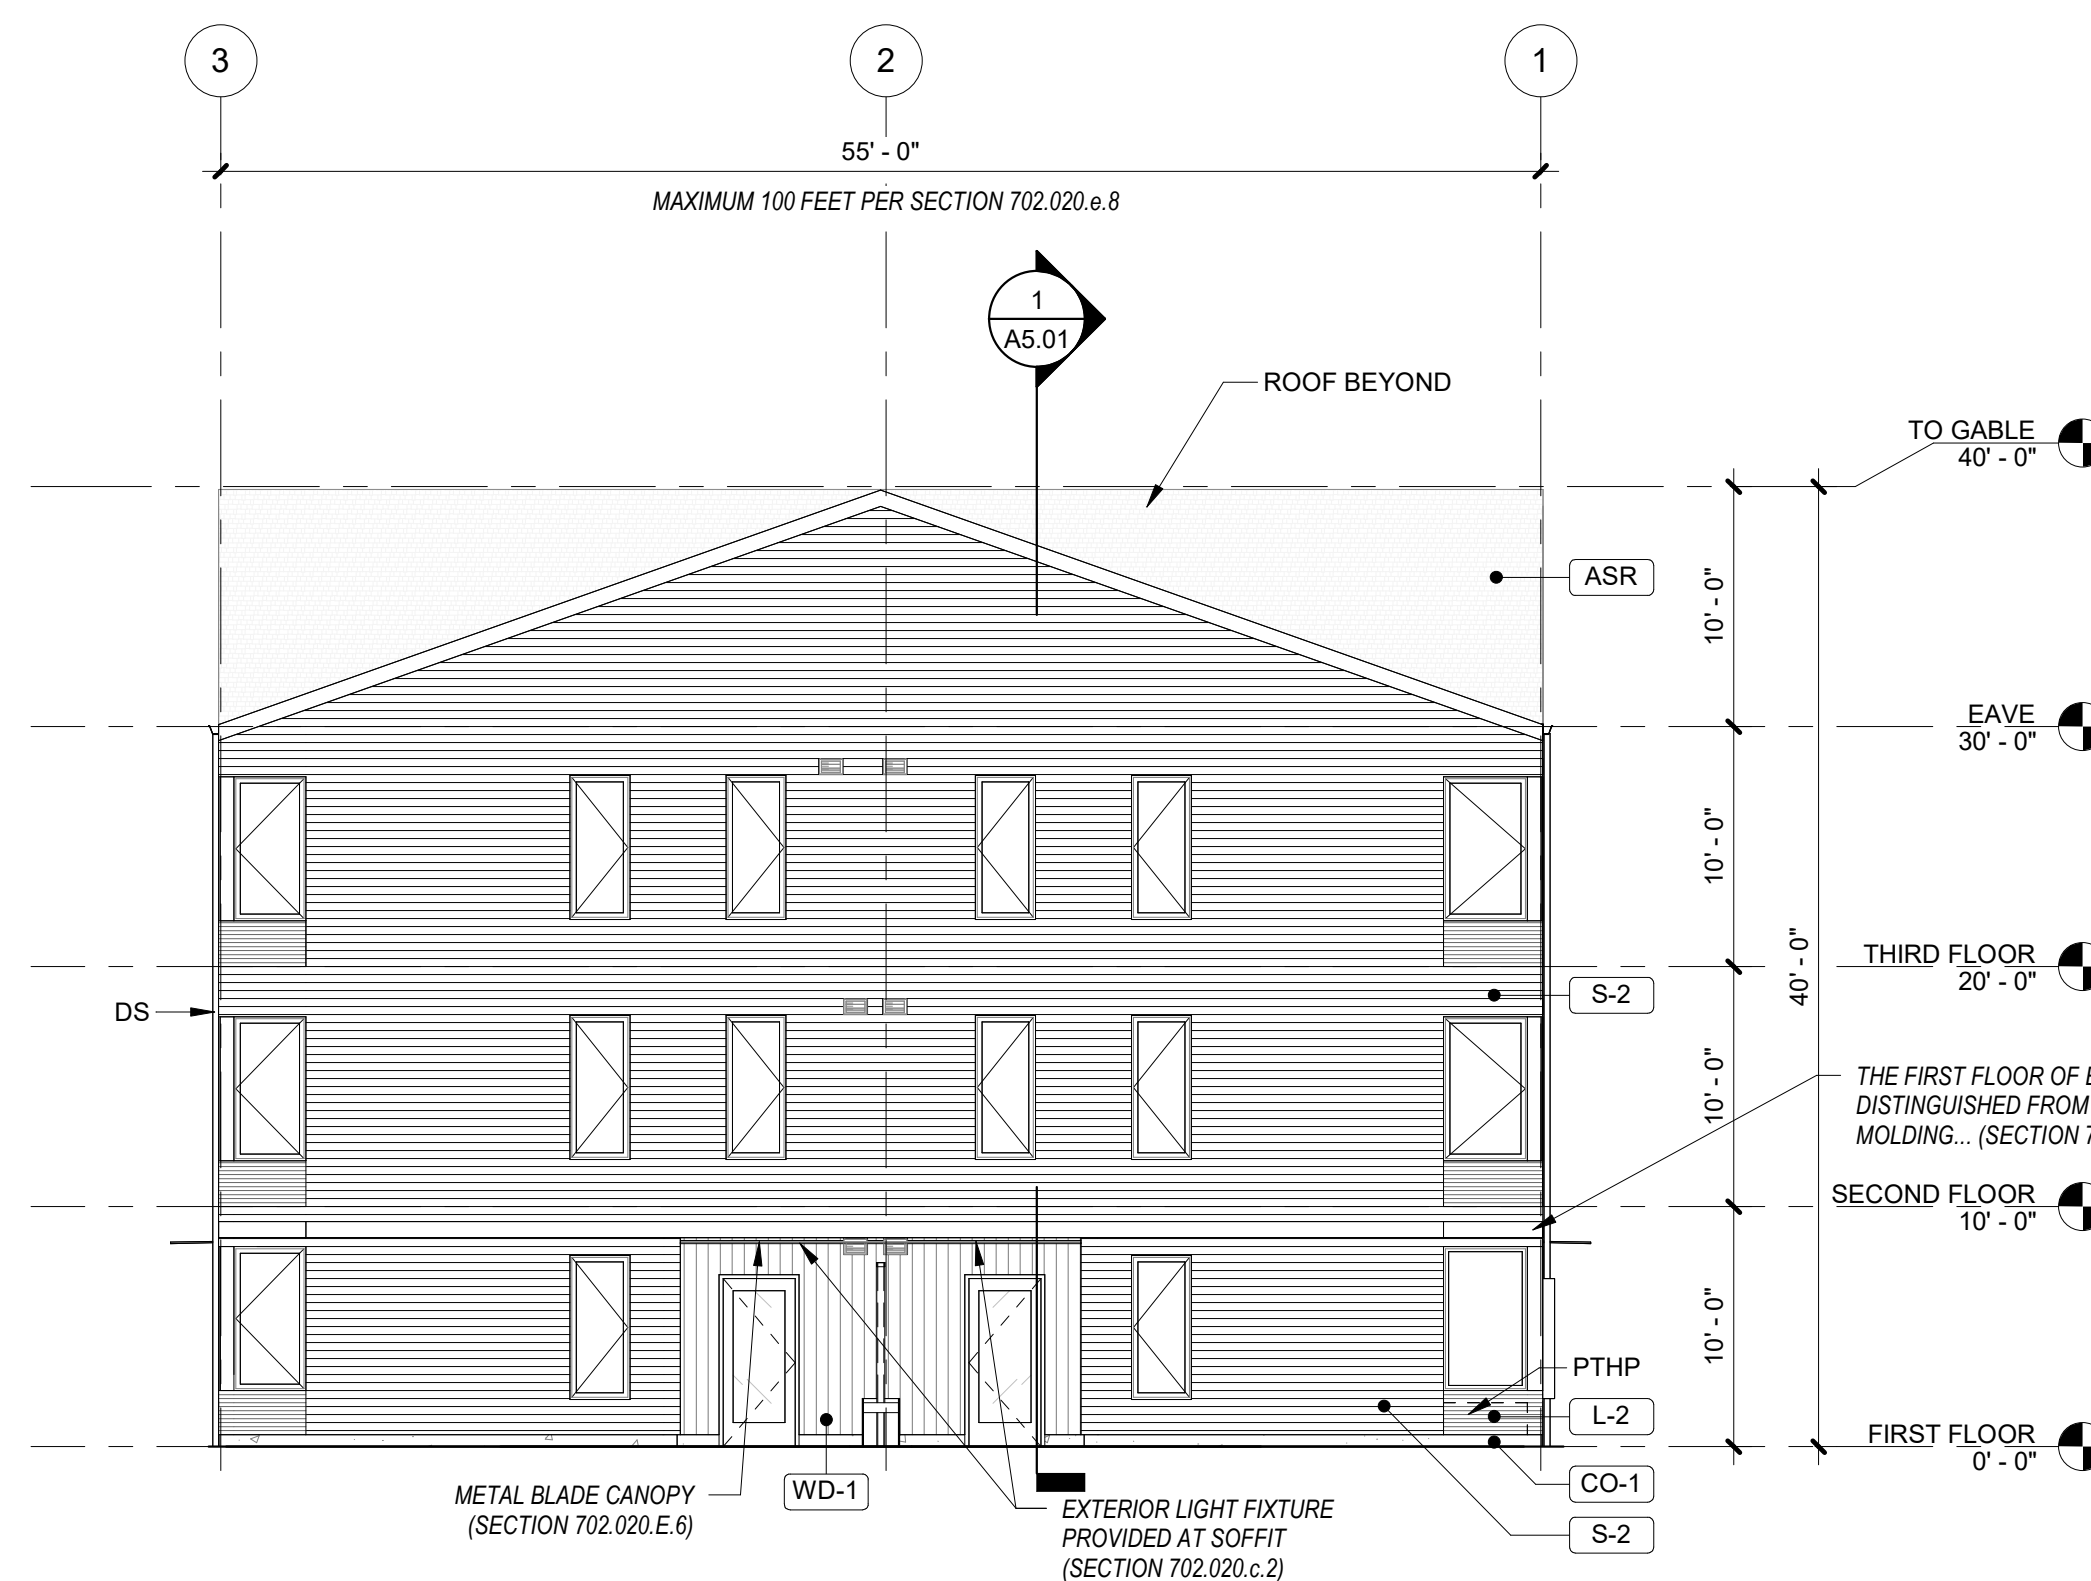 3
2
1
55' - 0"
MAXIMUM 100 FEET PER SECTION 702.020.e.8
1
A5.01
ROOF BEYOND
TO GABLE
40' - 0"
ASR
10' - 0"
EAVE
30' - 0"
10' - 0"
THIRD FLOOR
20' - 0"
40' - 0"
S-2
DS
10' - 0"
THE FIRST FLOOR OF
DISTINGUISHED FROM
MOLDING... (SECTION
SECOND FLOOR
10' - 0"
10' - 0"
PTHP
L-2
FIRST FLOOR
0' - 0"
CO-1
S-2
WD-1
METAL BLADE CANOPY
(SECTION 702.020.E.6)
EXTERIOR LIGHT FIXTURE
PROVIDED AT SOFFIT
(SECTION 702.020.c.2)